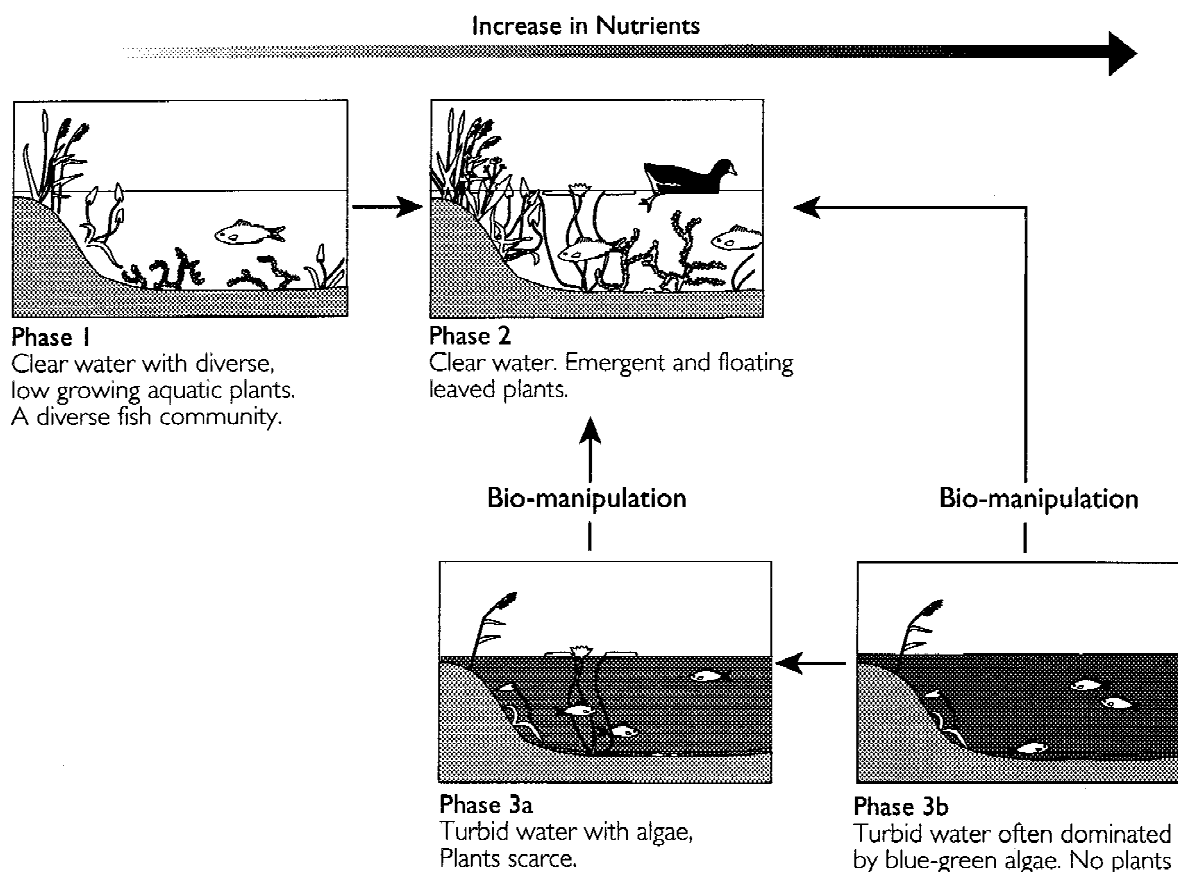 Increase in Nutrients
Phase 1
Clear water with diverse,
low growing aquatic plants.
A diverse fish community.
Phase 2
Clear water. Emergent and floating
leaved plants.
Bio-manipulation
Bio-manipulation
Phase 3a
Turbid water with algae,
Plants scarce.
Phase 3b
Turbid water often dominated
by blue-green algae. No plants